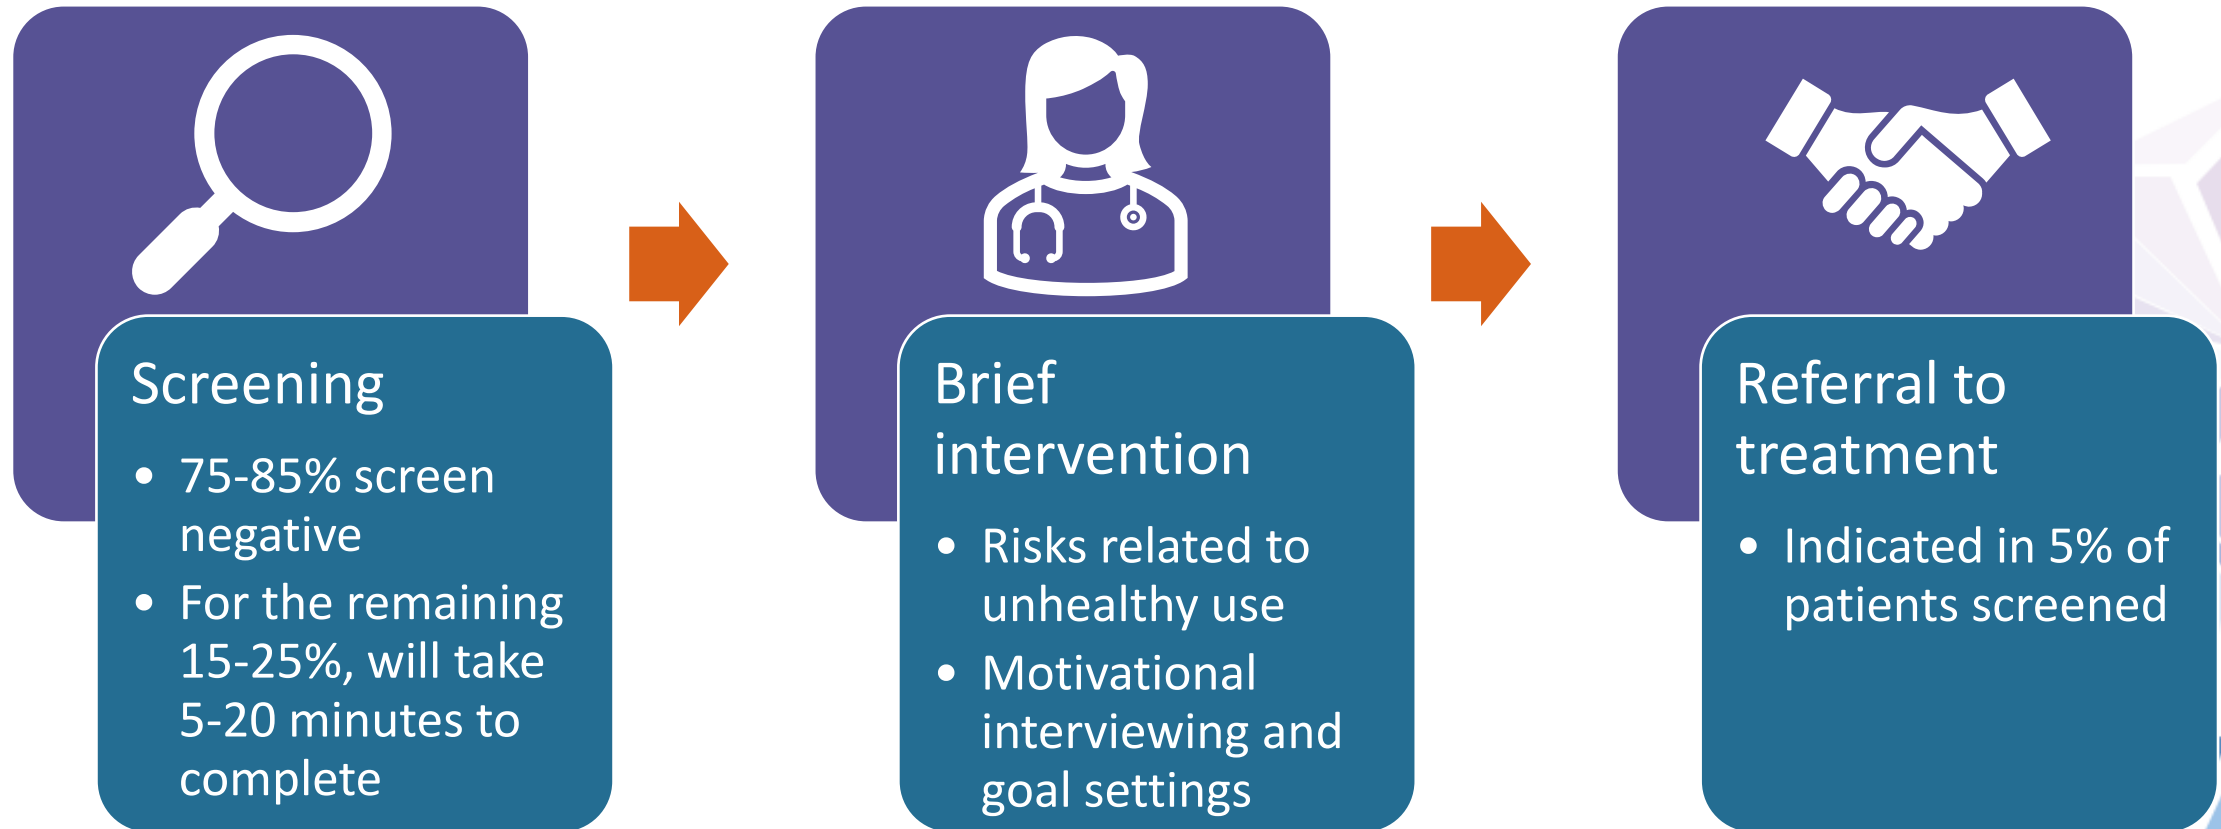 Screening
• 75-85% screen
negative
• For the remaining
15-25%, will take
5-20 minutes to
complete
Brief
intervention
• Risks related to
unhealthy use
• Motivational
interviewing and
goal settings
Referral to
treatment
• Indicated in 5% of
patients screened